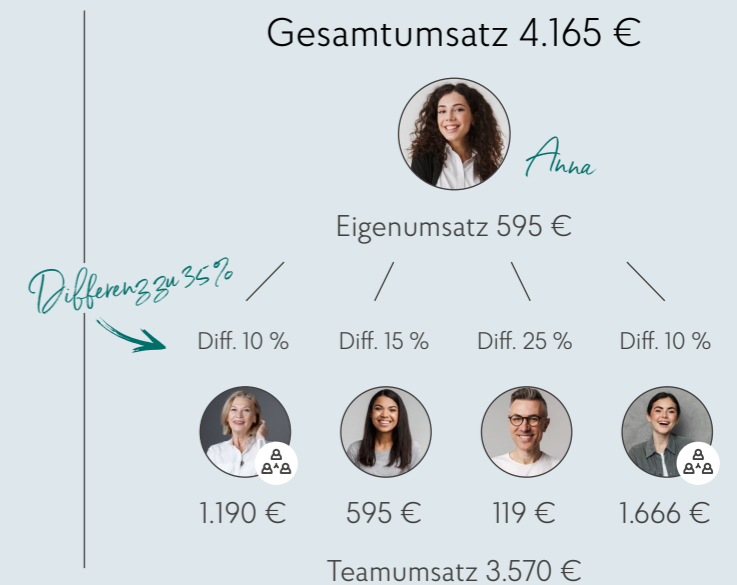 Gesamtumsatz 4.165 €
Anna
Eigenumsatz 595 €
Differenz zu 35%
Diff. 10 % Diff. 15 % Diff. 25 % Diff. 10 %
1.190 € 595 € 119 € 1.666 €
Teamumsatz 3.570 €